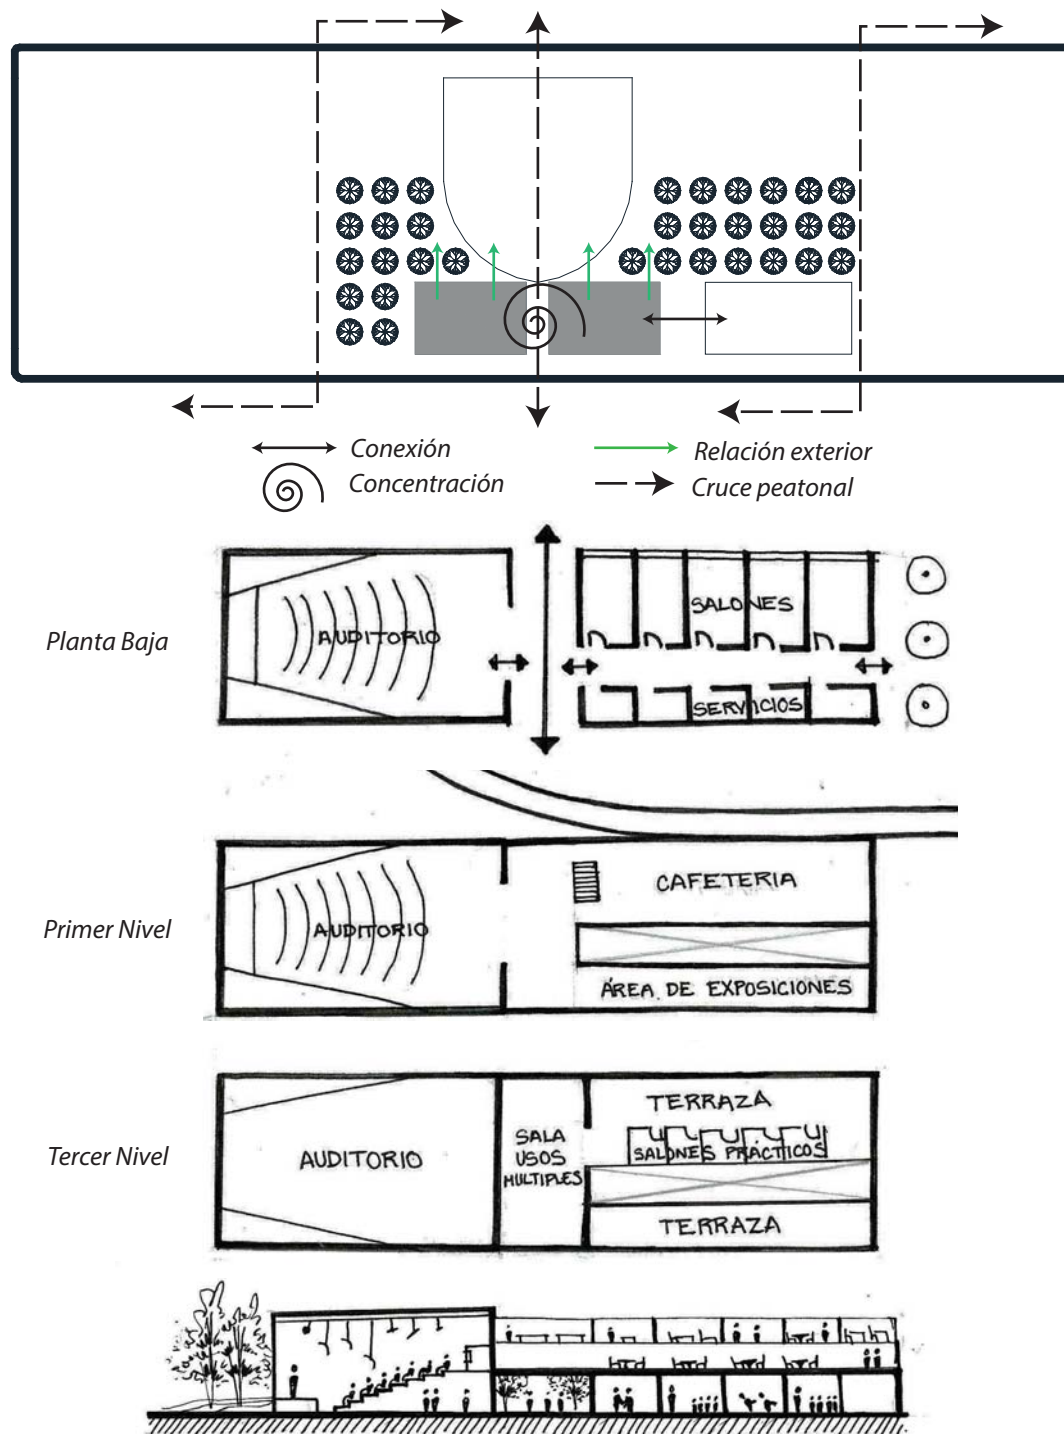 Conexión
Relación exterior
Concentración
Cruce peatonal
Planta Baja
AUDITORIO
SALONES
SERVICIOS
Primer Nivel
AUDITORIO
CAFETERIA
ÁREA DE EXPOSICIONES
Tercer Nivel
AUDITORIO
SALA
USOS
MULTIPLES
TERRAZA
SALONES PRÁCTICOS
TERRAZA